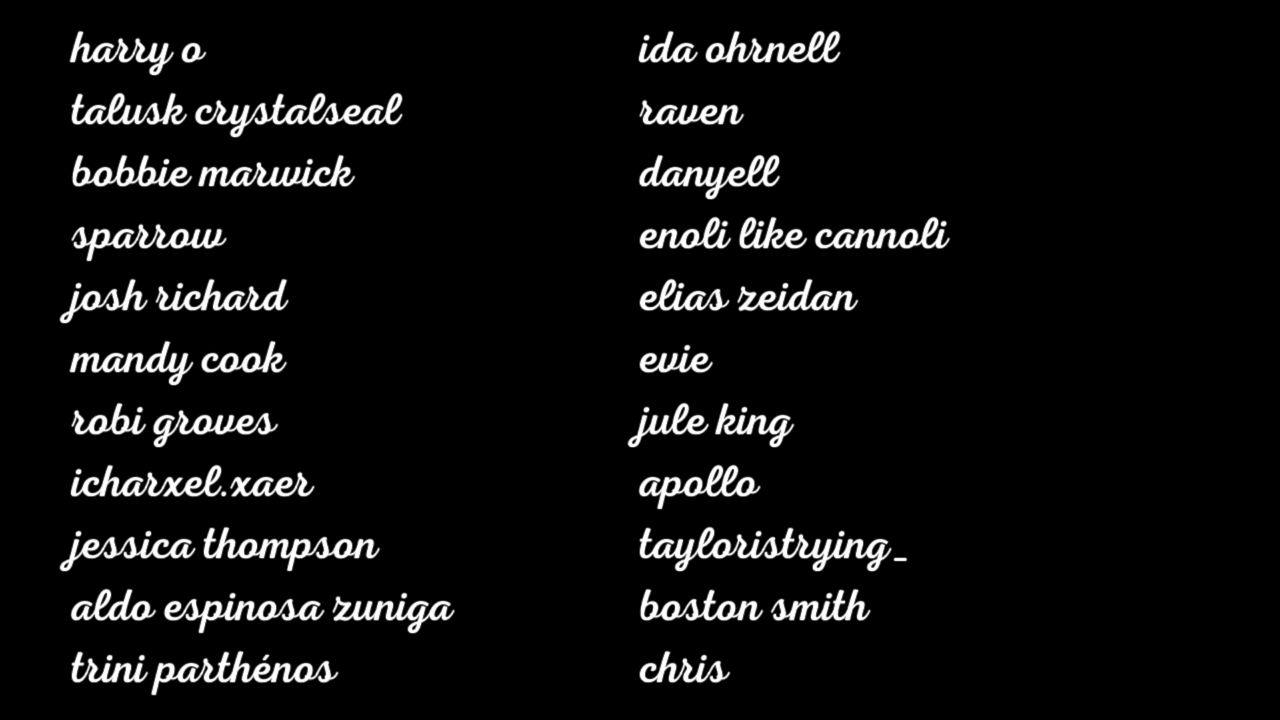 harry o
talusk crystalseal
bobbie marwick
sparrow
josh richard
mandy cook
robi groves
icharxel.xaer
jessica thompson
aldo espinosa zuniga
trini parthénos
ida ohrnell
raven
danyell
enoli like cannoli
elias zeidan
evie
jule king
apollo
tayloristrying_
boston smith
chris